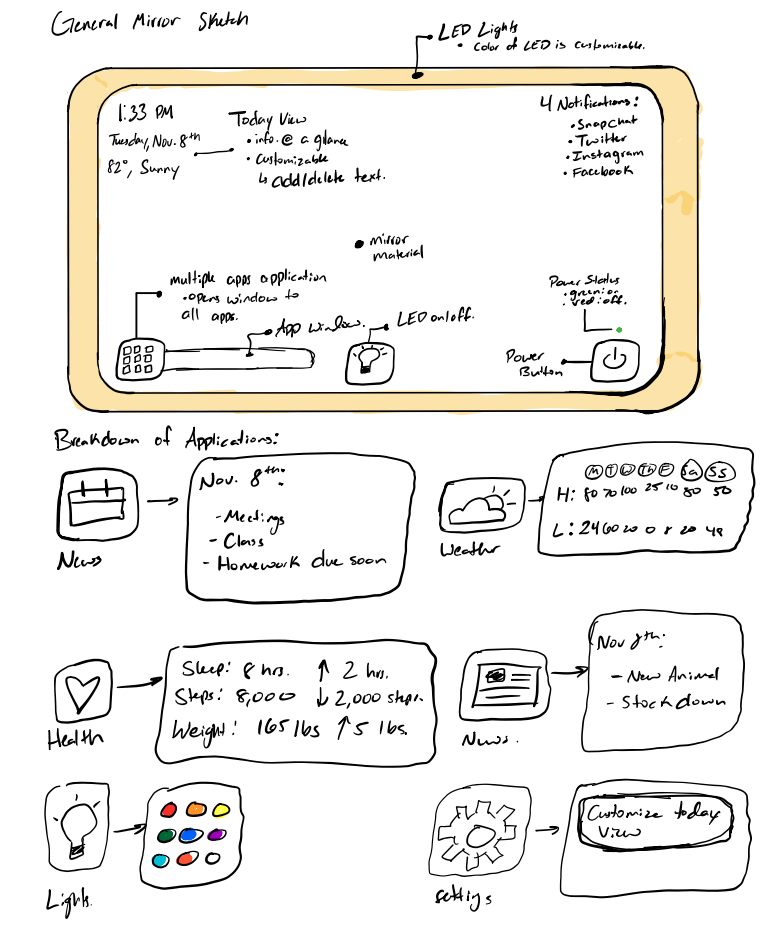 General Mirror Sketch
LED Lights
• Color of LED is customizable.
1:33 PM
Tuesday, Nov. 8th
82°, Sunny
Today View
• info. @ a glance
• Customizable
↳ add/delete text.
4 Notifications:
• Snapchat
• Twitter
• Instagram
• Facebook
• mirror
material
multiple apps application
• opens window to
all apps.
App window.
LED on/off.
Power Status
• green: on
• red: off.
Power
Button
Breakdown of Applications:
News
Nov. 8th:
- Meetings
- Class
- Homework due soon
Weather
M T W Th F Sa SS
H: 80 70 100 25 10 80 50
L: 24 60 20 0 8 20 48
Health
Sleep: 8 hrs. ↑ 2 hrs.
Steps: 8,000 ↓ 2,000 steps.
Weight: 165 lbs ↑ 5 lbs.
News.
Nov 8th:
- New Animal
- Stock down
Lights.
Settings
Customize today
View